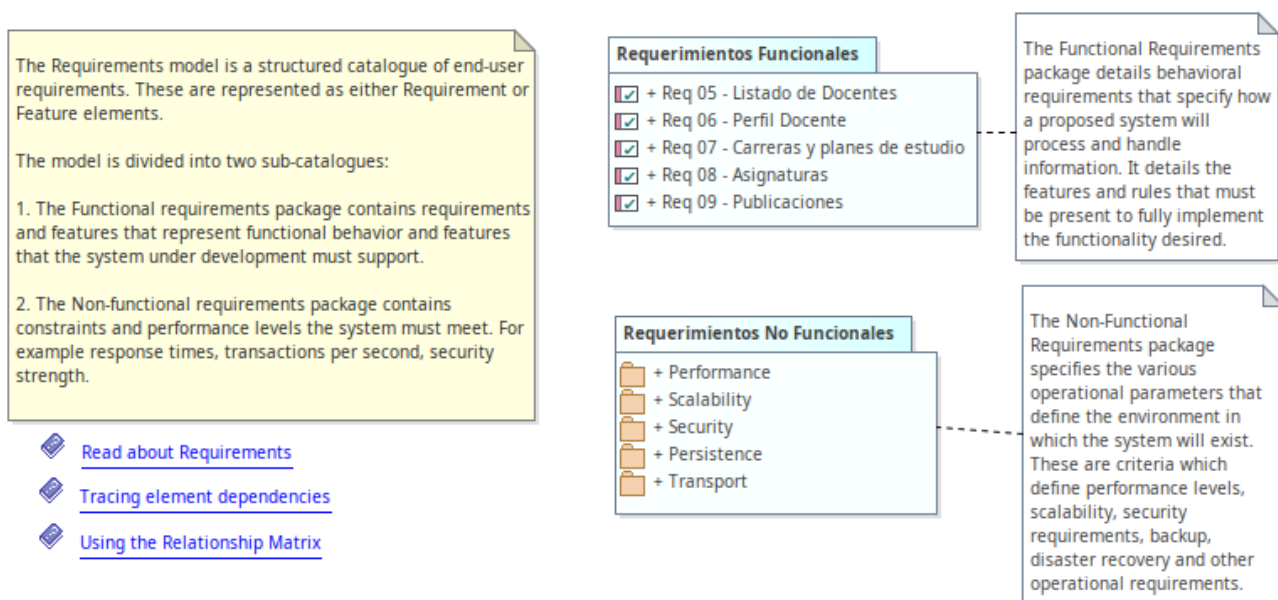 The Requirements model is a structured catalogue of end-user
requirements. These are represented as either Requirement or
Feature elements.
The model is divided into two sub-catalogues:
1. The Functional requirements package contains requirements
and features that represent functional behavior and features
that the system under development must support.
2. The Non-functional requirements package contains
constraints and performance levels the system must meet. For
example response times, transactions per second, security
strength.
Read about Requirements
Tracing element dependencies
Using the Relationship Matrix
Requerimientos Funcionales
+ Req 05 - Listado de Docentes
+ Req 06 - Perfil Docente
+ Req 07 - Carreras y planes de estudio
+ Req 08 - Asignaturas
+ Req 09 - Publicaciones
The Functional Requirements
package details behavioral
requirements that specify how
a proposed system will
process and handle
information. It details the
features and rules that must
be present to fully implement
the functionality desired.
Requerimientos No Funcionales
+ Performance
+ Scalability
+ Security
+ Persistence
+ Transport
The Non-Functional
Requirements package
specifies the various
operational parameters that
define the environment in
which the system will exist.
These are criteria which
define performance levels,
scalability, security
requirements, backup,
disaster recovery and other
operational requirements.